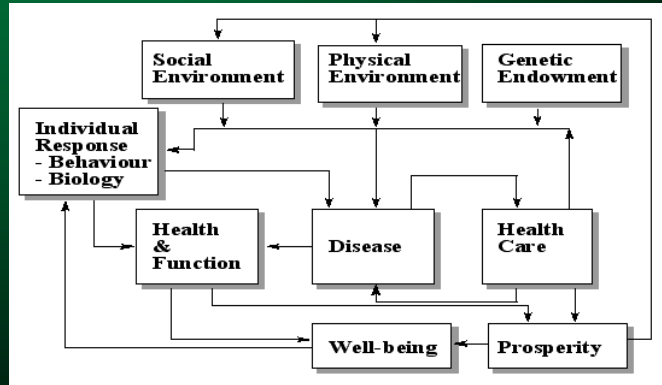 Social
Environment
Physical
Environment
Genetic
Endowment
Individual
Response
- Behaviour
- Biology
Health
&
Function
Disease
Health
Care
Well-being
Prosperity